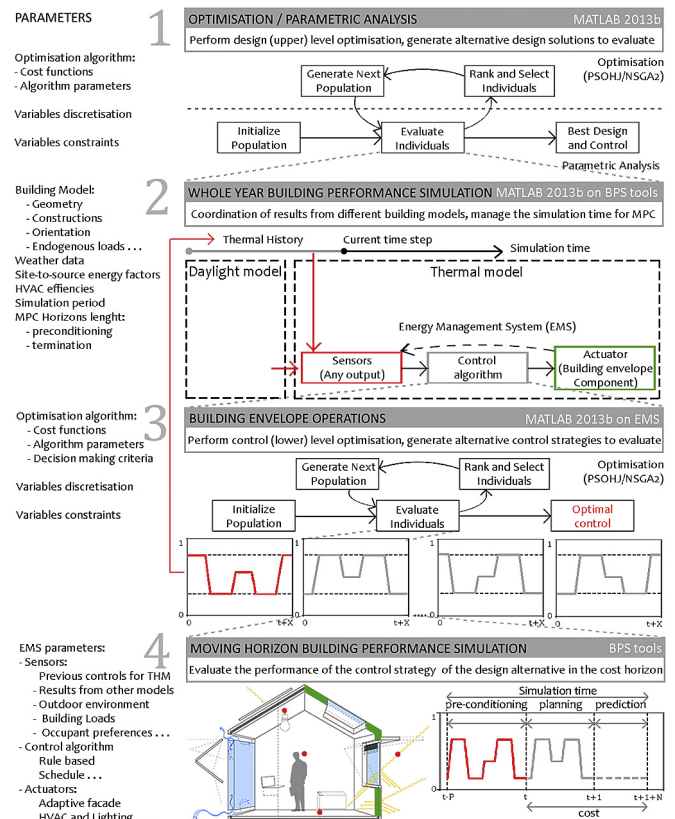 PARAMETERS
1
OPTIMISATION / PARAMETRIC ANALYSIS MATLAB 2013b
Perform design (upper) level optimisation, generate alternative design solutions to evaluate
Optimisation algorithm:
- Cost functions
- Algorithm parameters
Variables discretisation
Variables constraints
Optimisation
(PSOHJ/NSGA2)
Generate Next
Population
Rank and Select
Individuals
Initialize
Population
Evaluate
Individuals
Best Design
and Control
Parametric Analysis
2
WHOLE YEAR BUILDING PERFORMANCE SIMULATION MATLAB 2013b on BPS tools
Coordination of results from different building models, manage the simulation time for MPC
Building Model:
- Geometry
- Constructions
- Orientation
- Endogenous loads . . .
Weather data
Site-to-source energy factors
HVAC effiencies
Simulation period
MPC Horizons lenght:
- preconditioning
- termination
Thermal History
Current time step
Simulation time
Daylight model
Thermal model
Energy Management System (EMS)
Sensors
(Any output)
Control
algorithm
Actuator
(Building envelope
Component)
3
BUILDING ENVELOPE OPERATIONS MATLAB 2013b on EMS
Perform control (lower) level optimisation, generate alternative control strategies to evaluate
Optimisation algorithm:
- Cost functions
- Algorithm parameters
- Decision making criteria
Variables discretisation
Variables constraints
Generate Next
Population
Rank and Select
Individuals
Optimisation
(PSOHJ/NSGA2)
Initialize
Population
Evaluate
Individuals
Optimal
control
1 1 1 1
0 0 0 0
0 t+X 0 t+X ..... 0 t+X 0 t+X
4
MOVING HORIZON BUILDING PERFORMANCE SIMULATION BPS tools
Evaluate the performance of the control strategy of the design alternative in the cost horizon
EMS parameters:
- Sensors:
Previous controls for THM
- Results from other models
- Outdoor environment
- Building Loads
- Occupant preferences . . .
- Control algorithm
Rule based
Schedule . . .
- Actuators:
Adaptive facade
HVAC and Lighting
Simulation time
pre-conditioning planning prediction
1
0
t-P t t+1 t+1+N
cost